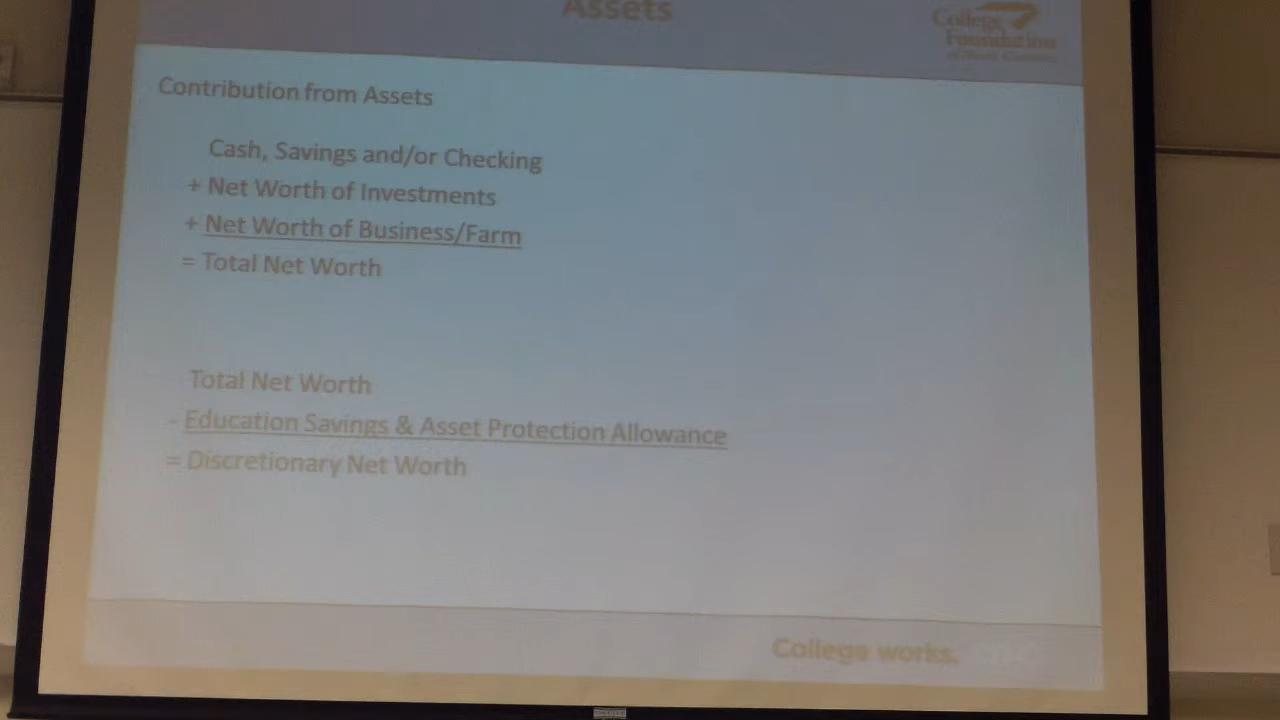 Assets
College
Foundation
Contribution from Assets
Cash, Savings and/or Checking
+ Net Worth of Investments
+ Net Worth of Business/Farm
= Total Net Worth
Total Net Worth
- Education Savings & Asset Protection Allowance
= Discretionary Net Worth
College works.